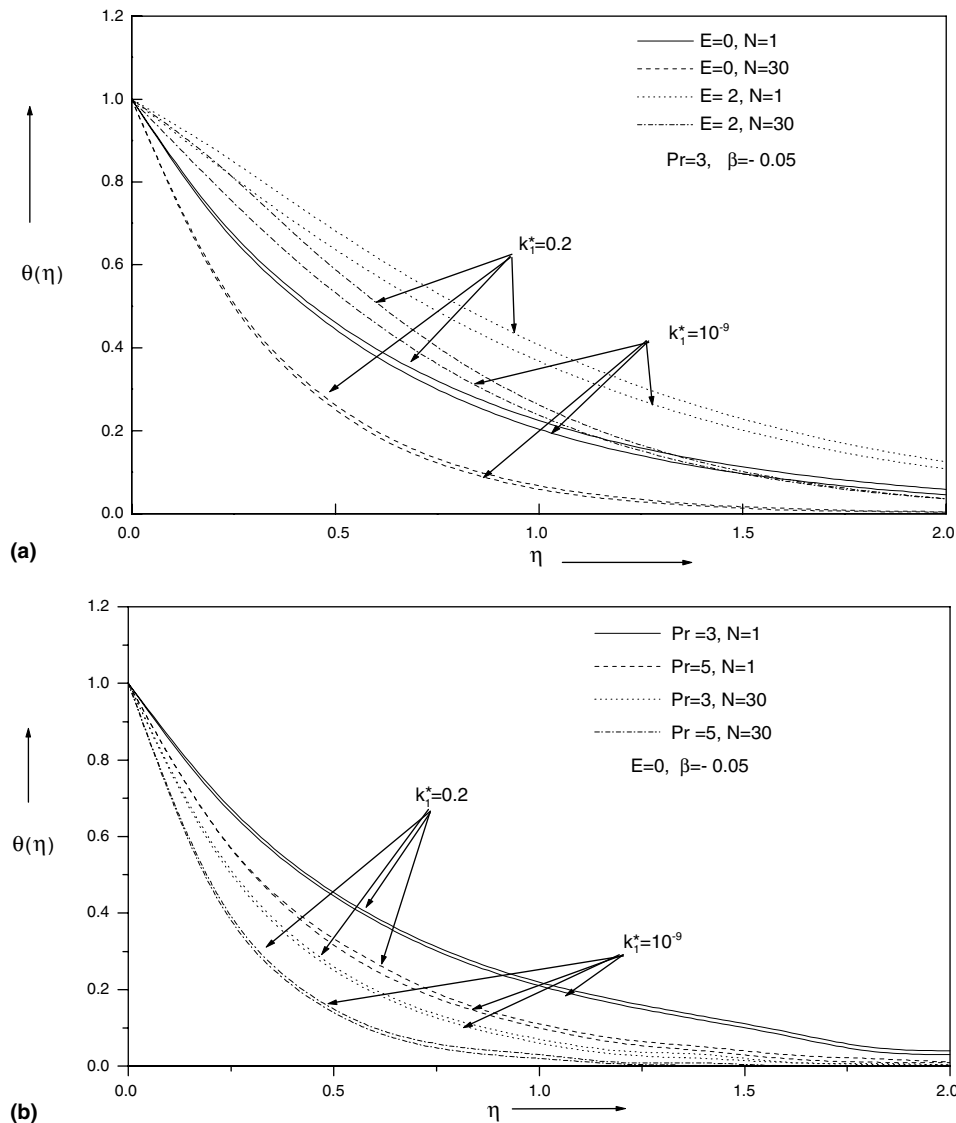 1.2
E=0, N=1
E=0, N=30
E= 2, N=1
1.0
E= 2, N=30
Pr=3, β=- 0.05
0.8
k₁*=0.2
θ(η)
0.6
k₁*=10⁻⁹
0.4
0.2
0.0
0.0 0.5 1.0 1.5 2.0
(a)
η
1.2
Pr =3, N=1
Pr=5, N=1
1.0
Pr=3, N=30
Pr =5, N=30
E=0, β=- 0.05
0.8
k₁*=0.2
θ(η)
0.6
0.4
k₁*=10⁻⁹
0.2
0.0
0.0 0.5 1.0 1.5 2.0
(b)
η